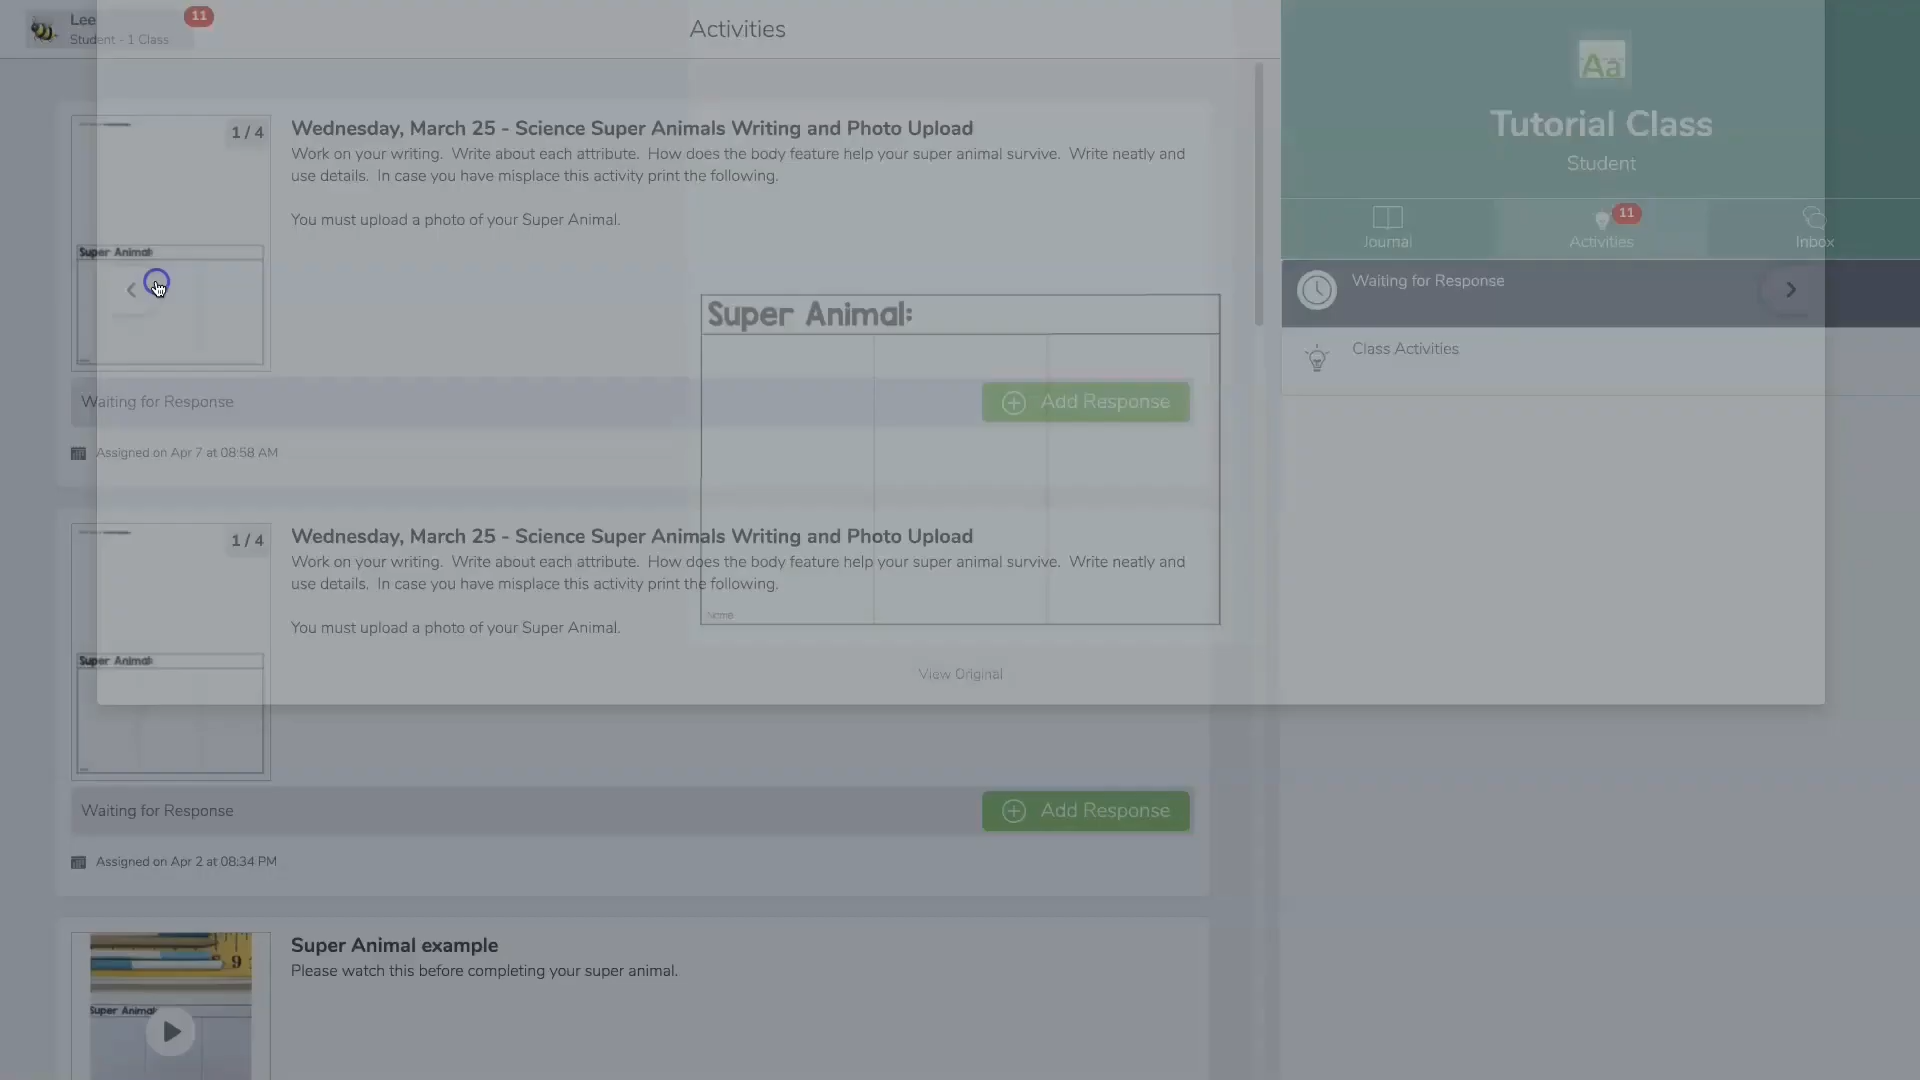 Lee
11
Student - 1 Class
Activities
1 / 4
Wednesday, March 25 - Science Super Animals Writing and Photo Upload
Work on your writing. Write about each attribute. How does the body feature help your super animal survive. Write neatly and
use details. In case you have misplace this activity print the following.
You must upload a photo of your Super Animal.
Super Animal:
Super Animal:
Waiting for Response
Add Response
Assigned on Apr 7 at 08:58 AM
1 / 4
Wednesday, March 25 - Science Super Animals Writing and Photo Upload
Work on your writing. Write about each attribute. How does the body feature help your super animal survive. Write neatly and
use details. In case you have misplace this activity print the following.
Name
You must upload a photo of your Super Animal.
Super Animal:
View Original
Waiting for Response
Add Response
Assigned on Apr 2 at 08:34 PM
Super Animal example
Please watch this before completing your super animal.
9
Super Animal
Aa
Tutorial Class
Student
Journal
11
Activities
Inbox
Waiting for Response
Class Activities